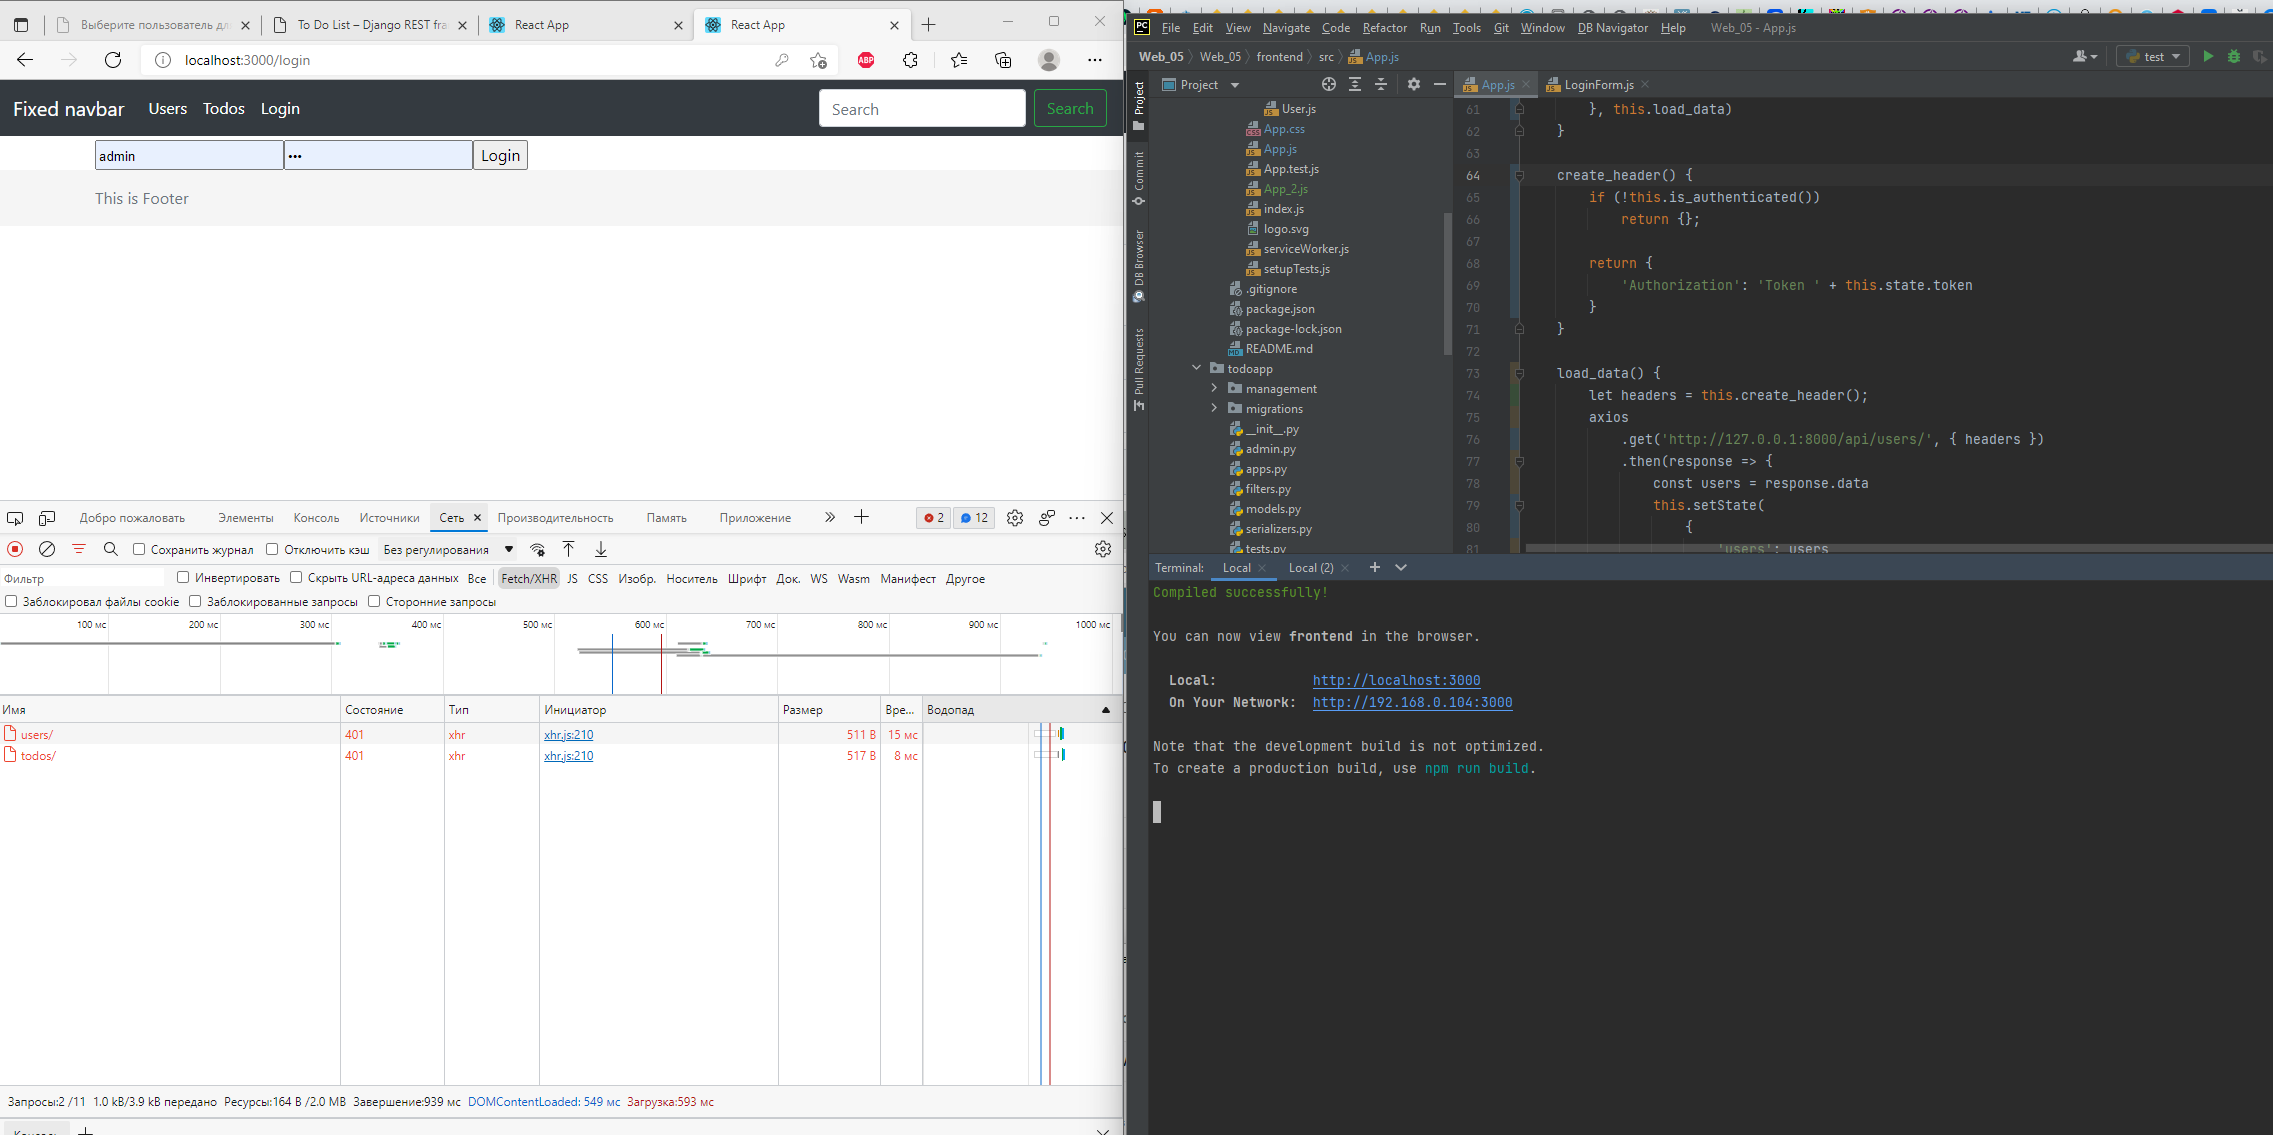 Выберите пользователь дл
To Do List – Django REST fra
React App
React App
localhost:3000/login
ABP
Fixed navbar
Users
Todos
Login
Search
Search
admin
•••
Login
This is Footer
Добро пожаловать
Элементы
Консоль
Источники
Сеть
Производительность
Память
Приложение
2
12
Сохранить журнал
Отключить кэш
Без регулирования
Фильтр
Инвертировать
Скрыть URL-адреса данных
Все
Fetch/XHR
JS
CSS
Изобр.
Носитель
Шрифт
Док.
WS
Wasm
Манифест
Другое
Заблокировал файлы cookie
Заблокированные запросы
Сторонние запросы
100 мс
200 мс
300 мс
400 мс
500 мс
600 мс
700 мс
800 мс
900 мс
1000 мс
Имя
Состояние
Тип
Инициатор
Размер
Вре...
Водопад
users/
401
xhr
xhr.js:210
511 B
15 мс
todos/
401
xhr
xhr.js:210
517 B
8 мс
Запросы:2 /11
1.0 kB/3.9 kB передано
Ресурсы:164 B /2.0 MB
Завершение:939 мс
DOMContentLoaded: 549 мс
Загрузка:593 мс
PC
File
Edit
View
Navigate
Code
Refactor
Run
Tools
Git
Window
DB Navigator
Help
Web_05 - App.js
Web_05
Web_05
frontend
src
App.js
test
Project
Commit
DB Browser
Pull Requests
Project
User.js
App.css
App.js
App.test.js
App_2.js
index.js
logo.svg
serviceWorker.js
setupTests.js
.gitignore
package.json
package-lock.json
README.md
todoapp
management
migrations
__init__.py
admin.py
apps.py
filters.py
models.py
serializers.py
tests.py
App.js
LoginForm.js
61 }, this.load_data)
62 }
63
64 create_header() {
65 if (!this.is_authenticated())
66 return {};
67
68 return {
69 'Authorization': 'Token ' + this.state.token
70 }
71 }
72
73 load_data() {
74 let headers = this.create_header();
75 axios
76 .get('http://127.0.0.1:8000/api/users/', { headers })
77 .then(response => {
78 const users = response.data
79 this.setState(
80 {
81 'users': users
Terminal:
Local
Local (2)
Compiled successfully!
You can now view frontend in the browser.
Local: http://localhost:3000
On Your Network: http://192.168.0.104:3000
Note that the development build is not optimized.
To create a production build, use npm run build.